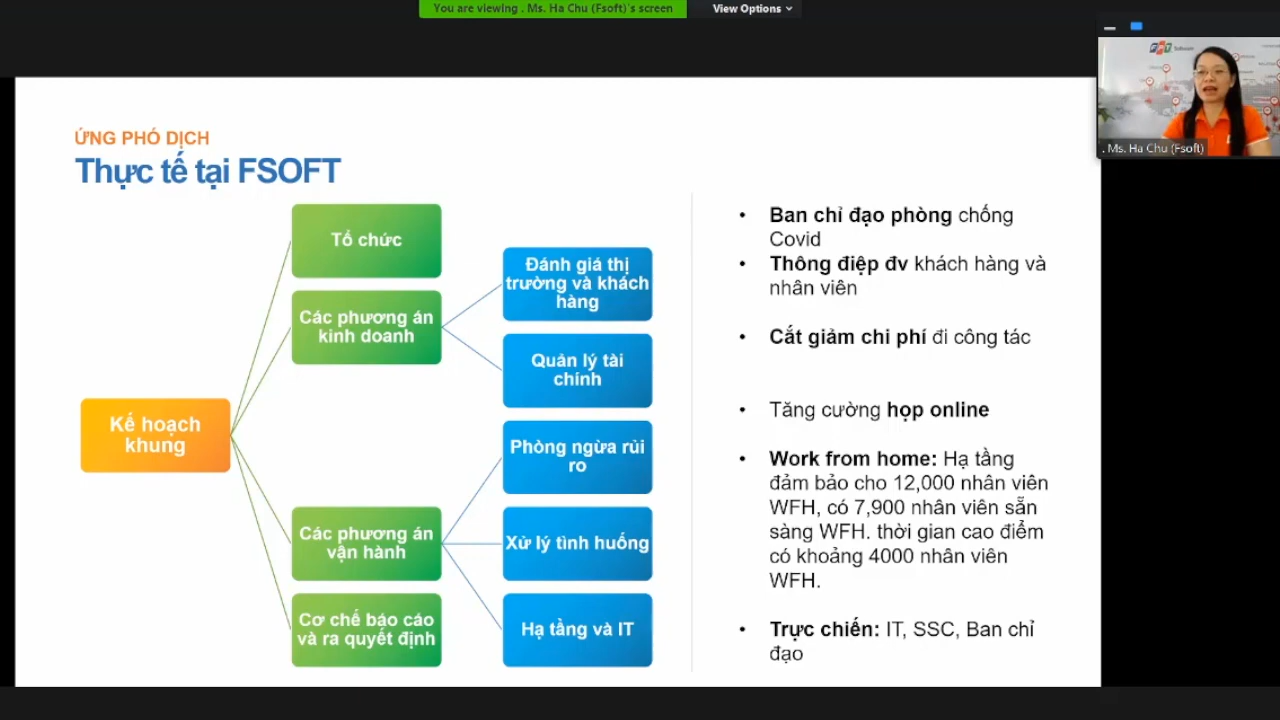 You are viewing . Ms. Ha Chu (Fsoft)'s screen
View Options
FPT Software
. Ms. Ha Chu (Fsoft)
ỨNG PHÓ DỊCH
Thực tế tại FSOFT
Kế hoạch
khung
Tổ chức
Các phương án
kinh doanh
Các phương án
vận hành
Cơ chế báo cáo
và ra quyết định
Đánh giá thị
trường và khách
hàng
Quản lý tài
chính
Phòng ngừa rủi
ro
Xử lý tình huống
Hạ tầng và IT
• Ban chỉ đạo phòng chống
Covid
• Thông điệp đv khách hàng và
nhân viên
• Cắt giảm chi phí đi công tác
• Tăng cường họp online
• Work from home: Hạ tầng
đảm bảo cho 12,000 nhân viên
WFH, có 7,900 nhân viên sẵn
sàng WFH. thời gian cao điểm
có khoảng 4000 nhân viên
WFH.
• Trực chiến: IT, SSC, Ban chỉ
đạo